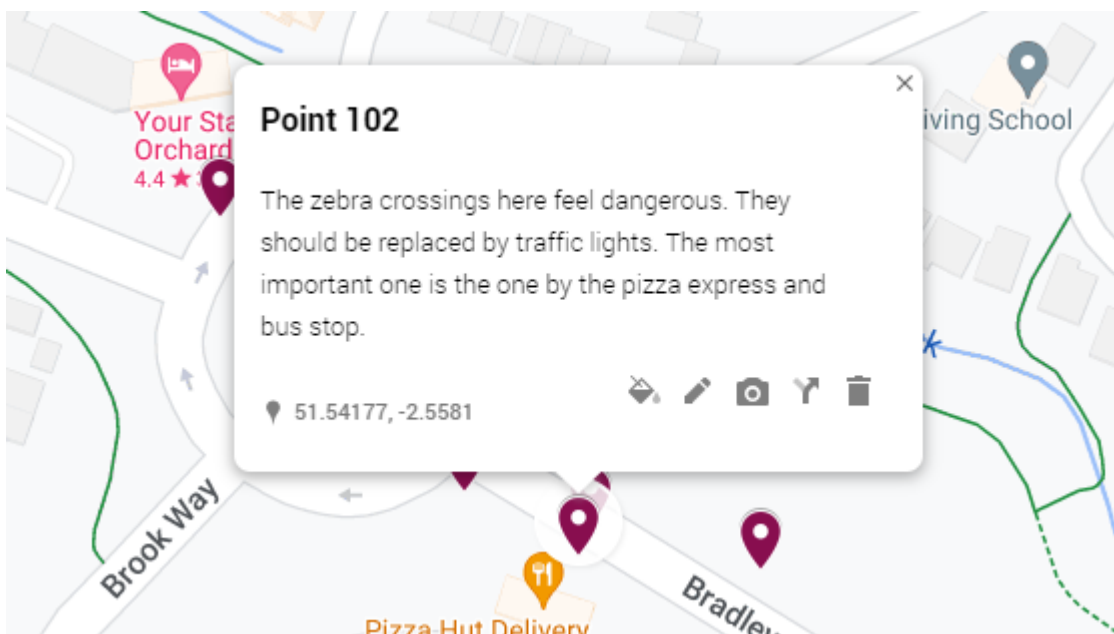 Your Sta
Orchard
4.4 ★
iving School
Point 102
The zebra crossings here feel dangerous. They
should be replaced by traffic lights. The most
important one is the one by the pizza express and
bus stop.
51.54177, -2.5581
k
Brook Way
Bradley
Pizza Hut Delivery